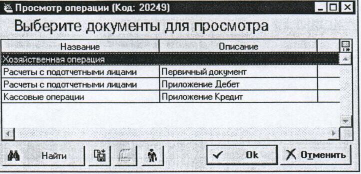 Просмотр операции (Код: 20249)
Выберите документы для просмотра
Название Описание
Хозяйственная операция
Расчеты с подотчетными лицами Первичный документ
Расчеты с подотчетными лицами Приложение Дебет
Кассовые операции Приложение Кредит
Найти Ok Отменить